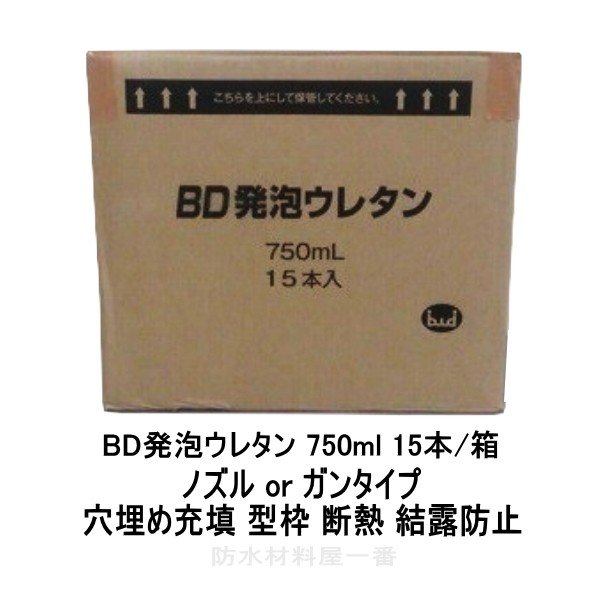 ↑↑↑ こちらを上にして保管してください。 ↑↑↑
BD発泡ウレタン
750mL
15本入
bud
BD発泡ウレタン 750ml 15本/箱
ノズル or ガンタイプ
穴埋め充填 型枠 断熱 結露防止
防水材料屋一番